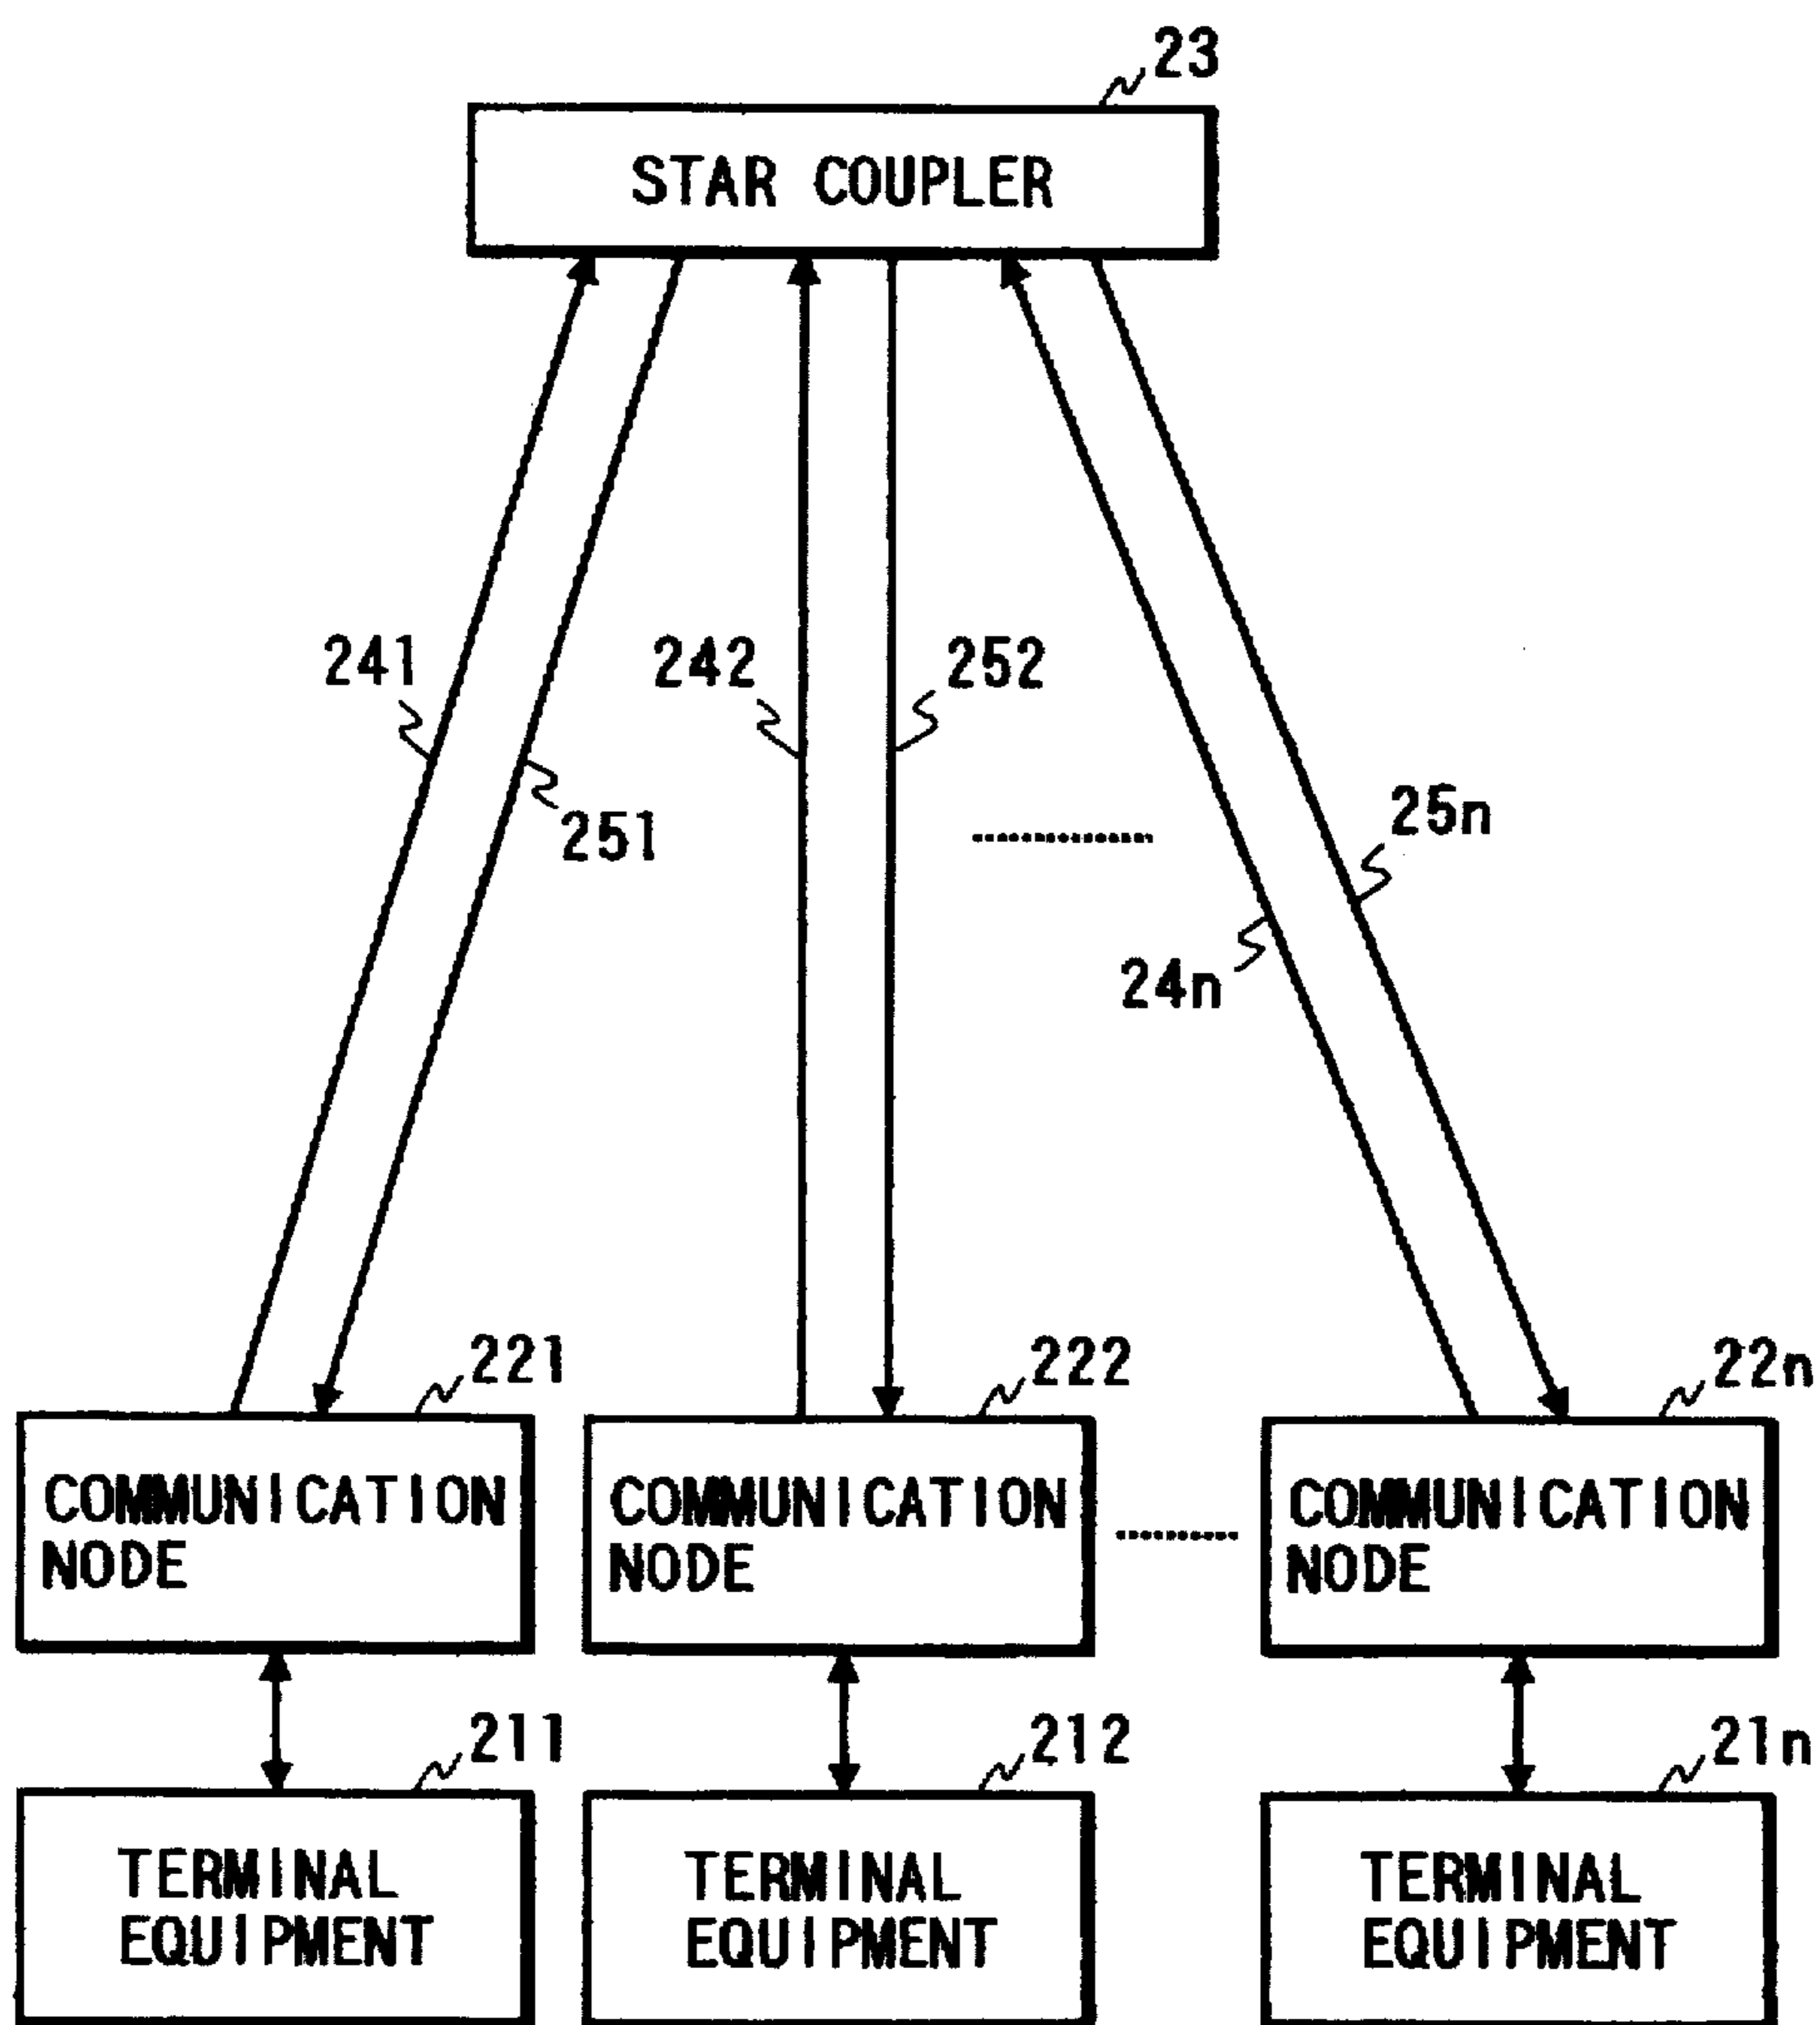 23
STAR COUPLER
241
242
252
251
25n
24n
221
222
22n
COMMUNICATION
NODE
COMMUNICATION
NODE
COMMUNICATION
NODE
211
212
21n
TERMINAL
EQUIPMENT
TERMINAL
EQUIPMENT
TERMINAL
EQUIPMENT